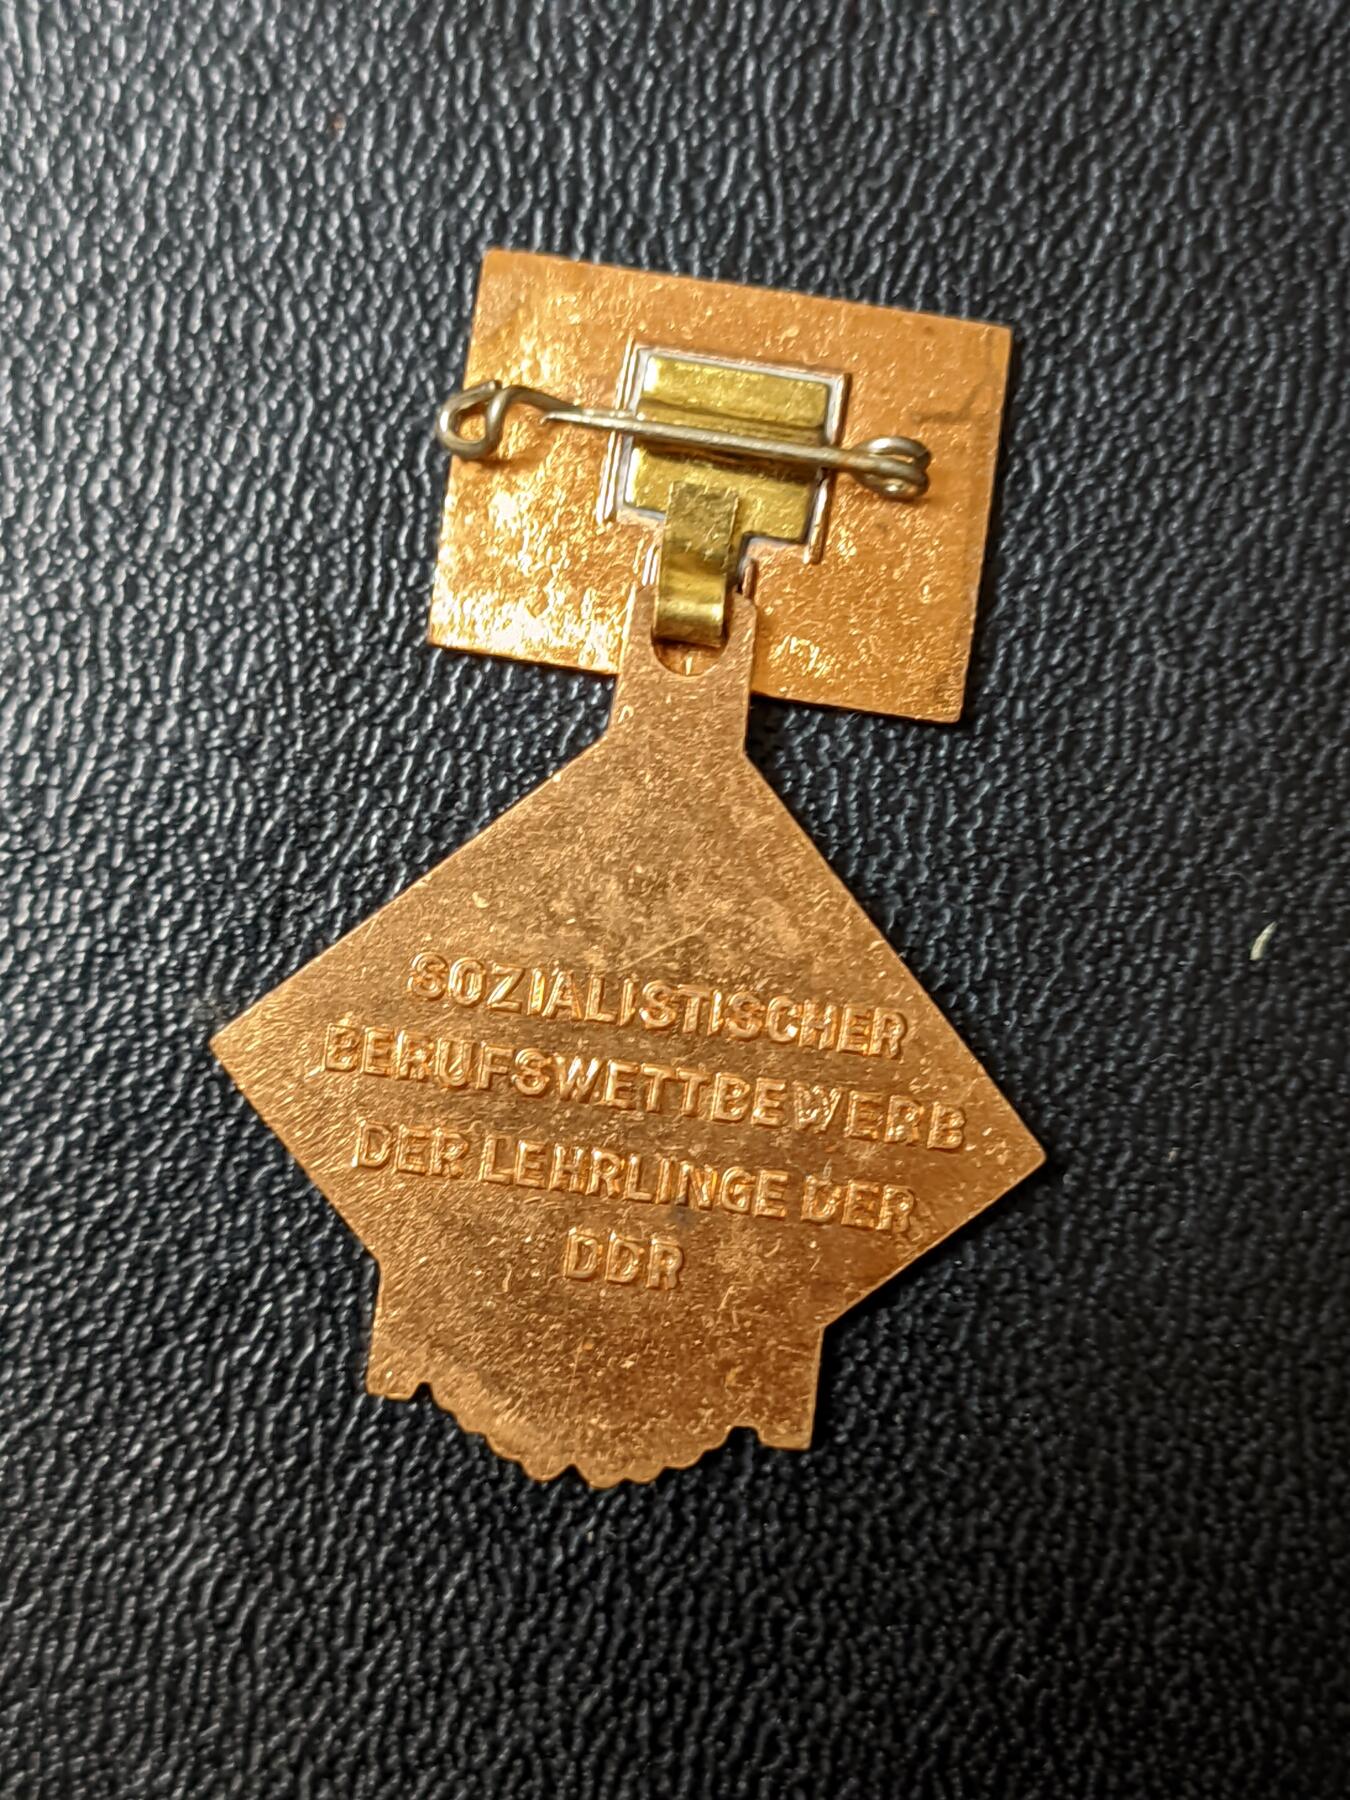 SOZIALISTISCHER
BERUFSWETTBEWERB
DER LEHRLINGE DER
DDR